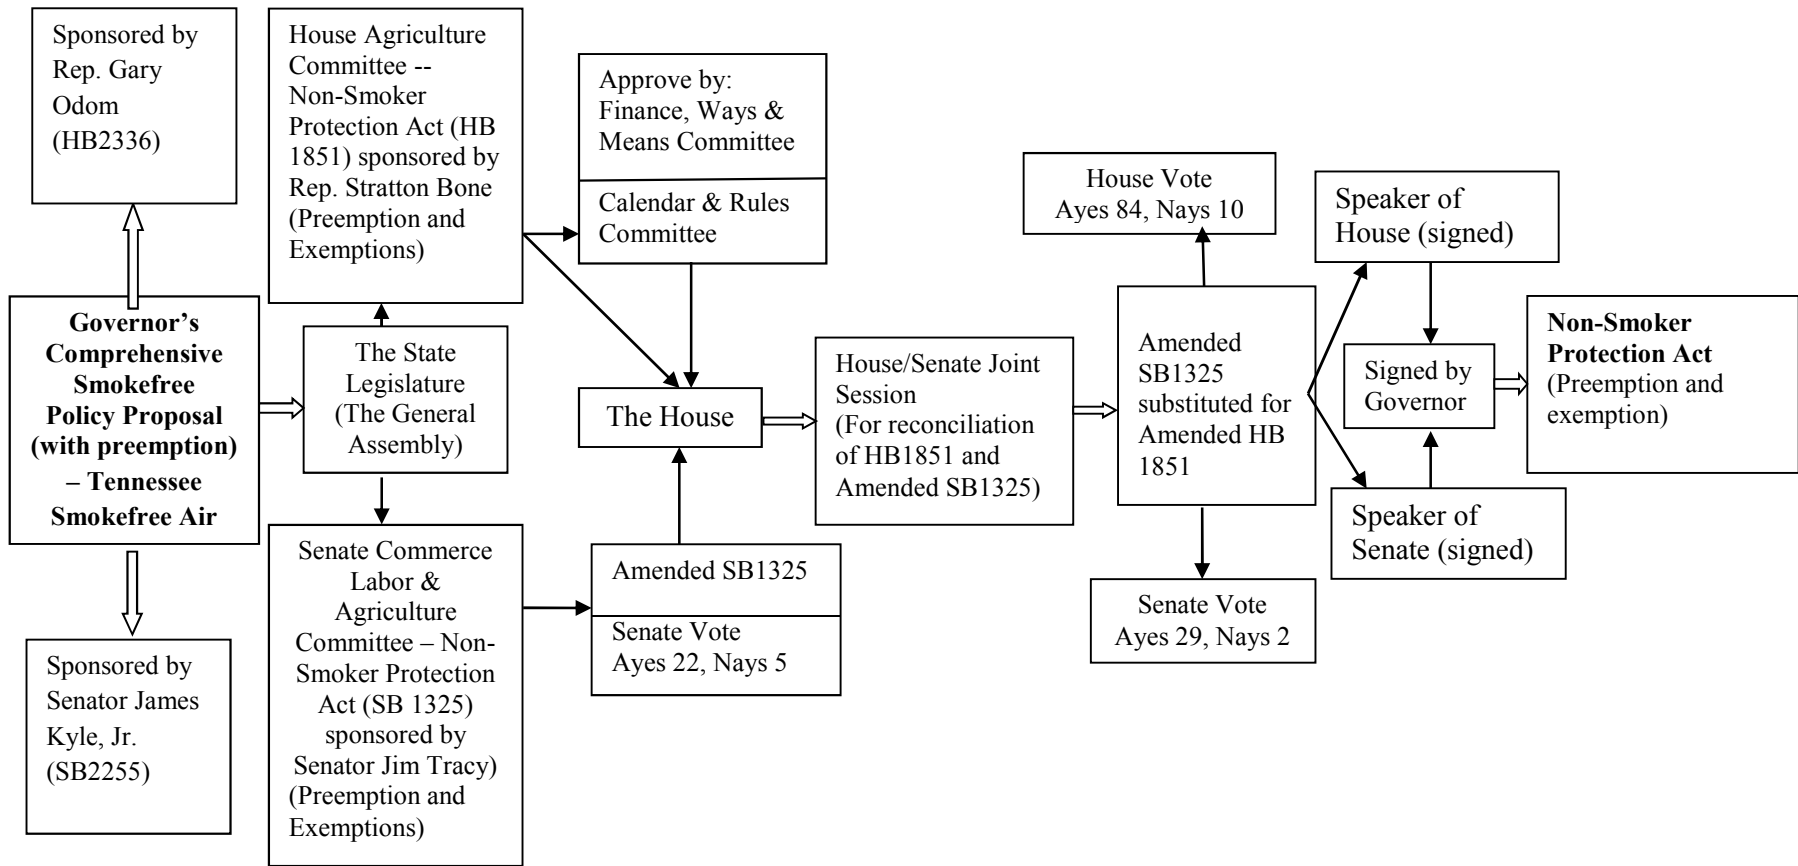 Sponsored by
Rep. Gary
Odom
(HB2336)
Governor’s
Comprehensive
Smokefree
Policy Proposal
(with preemption)
– Tennessee
Smokefree Air
Sponsored by
Senator James
Kyle, Jr.
(SB2255)
House Agriculture
Committee --
Non-Smoker
Protection Act (HB
1851) sponsored by
Rep. Stratton Bone
(Preemption and
Exemptions)
The State
Legislature
(The General
Assembly)
Senate Commerce
Labor &
Agriculture
Committee – Non-
Smoker Protection
Act (SB 1325)
sponsored by
Senator Jim Tracy)
(Preemption and
Exemptions)
Approve by:
Finance, Ways &
Means Committee
Calendar & Rules
Committee
The House
Amended SB1325
Senate Vote
Ayes 22, Nays 5
House/Senate Joint
Session
(For reconciliation
of HB1851 and
Amended SB1325)
House Vote
Ayes 84, Nays 10
Amended
SB1325
substituted for
Amended HB
1851
Senate Vote
Ayes 29, Nays 2
Speaker of
House (signed)
Signed by
Governor
Speaker of
Senate (signed)
Non-Smoker
Protection Act
(Preemption and
exemption)